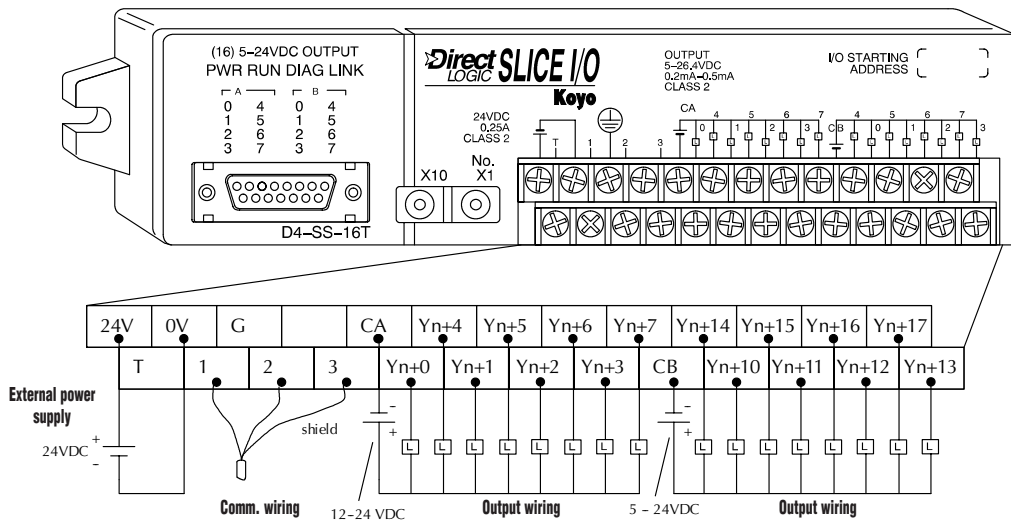 (16) 5–24VDC OUTPUT
PWR RUN DIAG LINK
A B
0 4 0 4
1 5 1 5
2 6 2 6
3 7 3 7
D4–SS–16T
Direct
LOGIC SLICE I/O
Koyo
OUTPUT
5–26.4VDC
0.2mA–0.5mA
CLASS 2
I/O STARTING
ADDRESS
24VDC
0.25A
CLASS 2
No.
X10 X1
CA 4 5 6 7 CB 4 5 6 7
T 1 2 3 0 1 2 3 0 1 2 3
L L L L L L L L L L L L L L L L
24V 0V G CA Yn+4 Yn+5 Yn+6 Yn+7 Yn+14 Yn+15 Yn+16 Yn+17
T 1 2 3 Yn+0 Yn+1 Yn+2 Yn+3 CB Yn+10 Yn+11 Yn+12 Yn+13
External power
supply
24VDC
+
-
shield
-
+
-
+
L L L L L L L L L L L L L L L L
Comm. wiring
12-24 VDC
Output wiring
5 - 24VDC
Output wiring